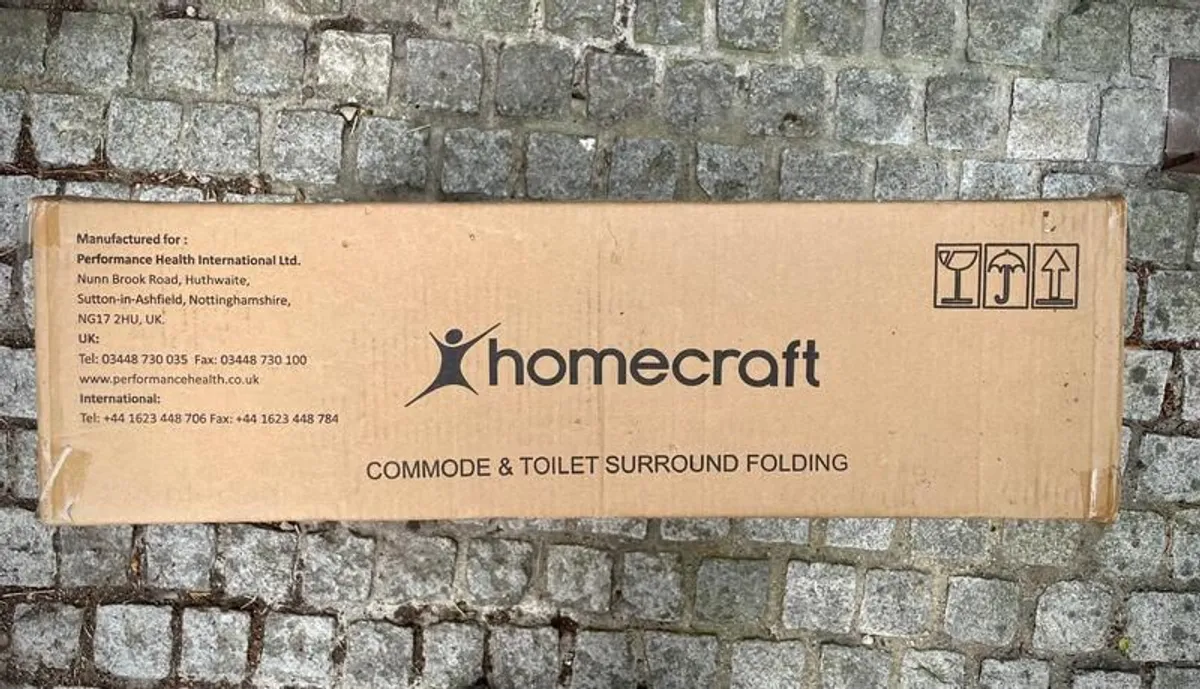 Manufactured for :
Performance Health International Ltd.
Nunn Brook Road, Huthwaite,
Sutton-in-Ashfield, Nottinghamshire,
NG17 2HU, UK.
UK:
Tel: 03448 730 035 Fax: 03448 730 100
www.performancehealth.co.uk
International:
Tel: +44 1623 448 706 Fax: +44 1623 448 784
homecraft
COMMODE & TOILET SURROUND FOLDING